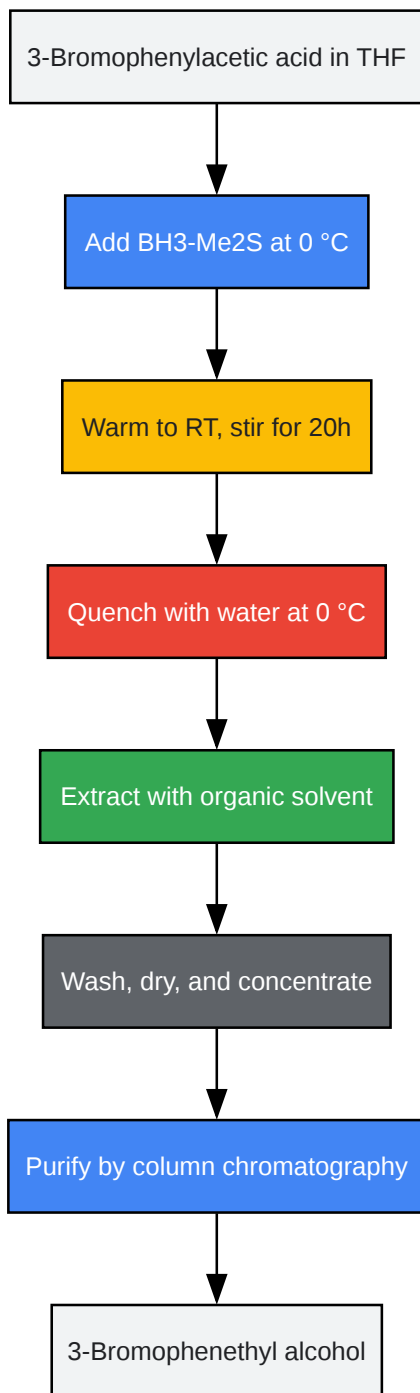 3-Bromophenylacetic acid in THF
Add BH3-Me2S at 0 °C
Warm to RT, stir for 20h
Quench with water at 0 °C
Extract with organic solvent
Wash, dry, and concentrate
Purify by column chromatography
3-Bromophenethyl alcohol